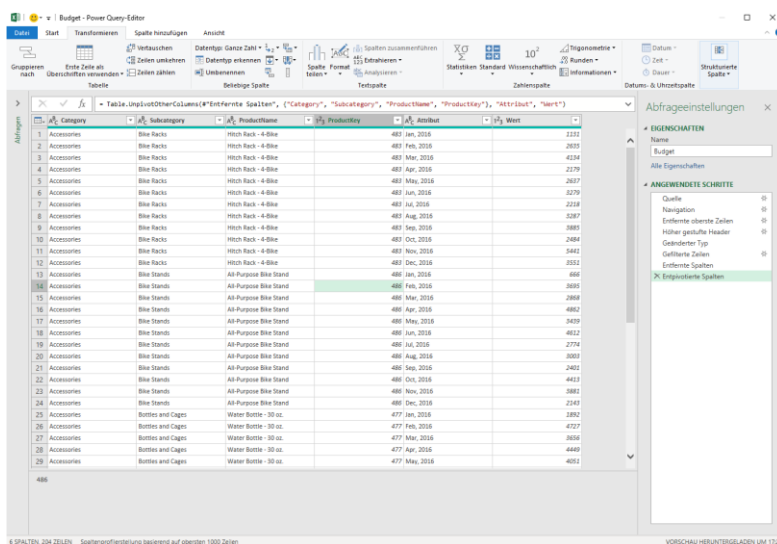 Budget - Power Query-Editor
Datei Start Transformieren Spalte hinzufügen Ansicht
Gruppieren nach
Erste Zeile als Überschriften verwenden
Vertauschen
Zeilen umkehren
Zeilen zählen
Tabelle
Datentyp: Ganze Zahl
Datentyp erkennen
Umbenennen
Beliebige Spalte
Spalte teilen
Format
Spalten zusammenführen
Extrahieren
Analysieren
Textspalte
Statistiken Standard Wissenschaftlich
Trigonometrie
Runden
Informationen
Zahlenspalte
Datum
Zeit
Dauer
Datums- & Uhrzeitspalte
Strukturierte Spalte
Abfragen
= Table.UnpivotOtherColumns(#"Entfernte Spalten", {"Category", "Subcategory", "ProductName", "ProductKey"}, "Attribut", "Wert")
Category Subcategory ProductName ProductKey Attribut Wert
1 Accessories Bike Racks Hitch Rack - 4-Bike 483 Jan, 2016 1131
2 Accessories Bike Racks Hitch Rack - 4-Bike 483 Feb, 2016 2635
3 Accessories Bike Racks Hitch Rack - 4-Bike 483 Mar, 2016 4134
4 Accessories Bike Racks Hitch Rack - 4-Bike 483 Apr, 2016 2179
5 Accessories Bike Racks Hitch Rack - 4-Bike 483 May, 2016 2637
6 Accessories Bike Racks Hitch Rack - 4-Bike 483 Jun, 2016 3279
7 Accessories Bike Racks Hitch Rack - 4-Bike 483 Jul, 2016 2218
8 Accessories Bike Racks Hitch Rack - 4-Bike 483 Aug, 2016 3287
9 Accessories Bike Racks Hitch Rack - 4-Bike 483 Sep, 2016 3885
10 Accessories Bike Racks Hitch Rack - 4-Bike 483 Oct, 2016 2484
11 Accessories Bike Racks Hitch Rack - 4-Bike 483 Nov, 2016 5441
12 Accessories Bike Racks Hitch Rack - 4-Bike 483 Dec, 2016 3551
13 Accessories Bike Stands All-Purpose Bike Stand 486 Jan, 2016 666
14 Accessories Bike Stands All-Purpose Bike Stand 486 Feb, 2016 3695
15 Accessories Bike Stands All-Purpose Bike Stand 486 Mar, 2016 2868
16 Accessories Bike Stands All-Purpose Bike Stand 486 Apr, 2016 4862
17 Accessories Bike Stands All-Purpose Bike Stand 486 May, 2016 3439
18 Accessories Bike Stands All-Purpose Bike Stand 486 Jun, 2016 4612
19 Accessories Bike Stands All-Purpose Bike Stand 486 Jul, 2016 2774
20 Accessories Bike Stands All-Purpose Bike Stand 486 Aug, 2016 3003
21 Accessories Bike Stands All-Purpose Bike Stand 486 Sep, 2016 2401
22 Accessories Bike Stands All-Purpose Bike Stand 486 Oct, 2016 4413
23 Accessories Bike Stands All-Purpose Bike Stand 486 Nov, 2016 3881
24 Accessories Bike Stands All-Purpose Bike Stand 486 Dec, 2016 2143
25 Accessories Bottles and Cages Water Bottle - 30 oz. 477 Jan, 2016 1892
26 Accessories Bottles and Cages Water Bottle - 30 oz. 477 Feb, 2016 4727
27 Accessories Bottles and Cages Water Bottle - 30 oz. 477 Mar, 2016 3656
28 Accessories Bottles and Cages Water Bottle - 30 oz. 477 Apr, 2016 4449
29 Accessories Bottles and Cages Water Bottle - 30 oz. 477 May, 2016 4051
486
Abfrageeinstellungen
EIGENSCHAFTEN
Name
Budget
Alle Eigenschaften
ANGEWENDETE SCHRITTE
Quelle
Navigation
Entfernte oberste Zeilen
Höher gestufte Header
Geänderter Typ
Gefilterte Zeilen
Entfernte Spalten
Entpivotierte Spalten
6 SPALTEN, 204 ZEILEN Spaltenprofilerstellung basierend auf obersten 1000 Zeilen
VORSCHAU HERUNTERGELADEN UM